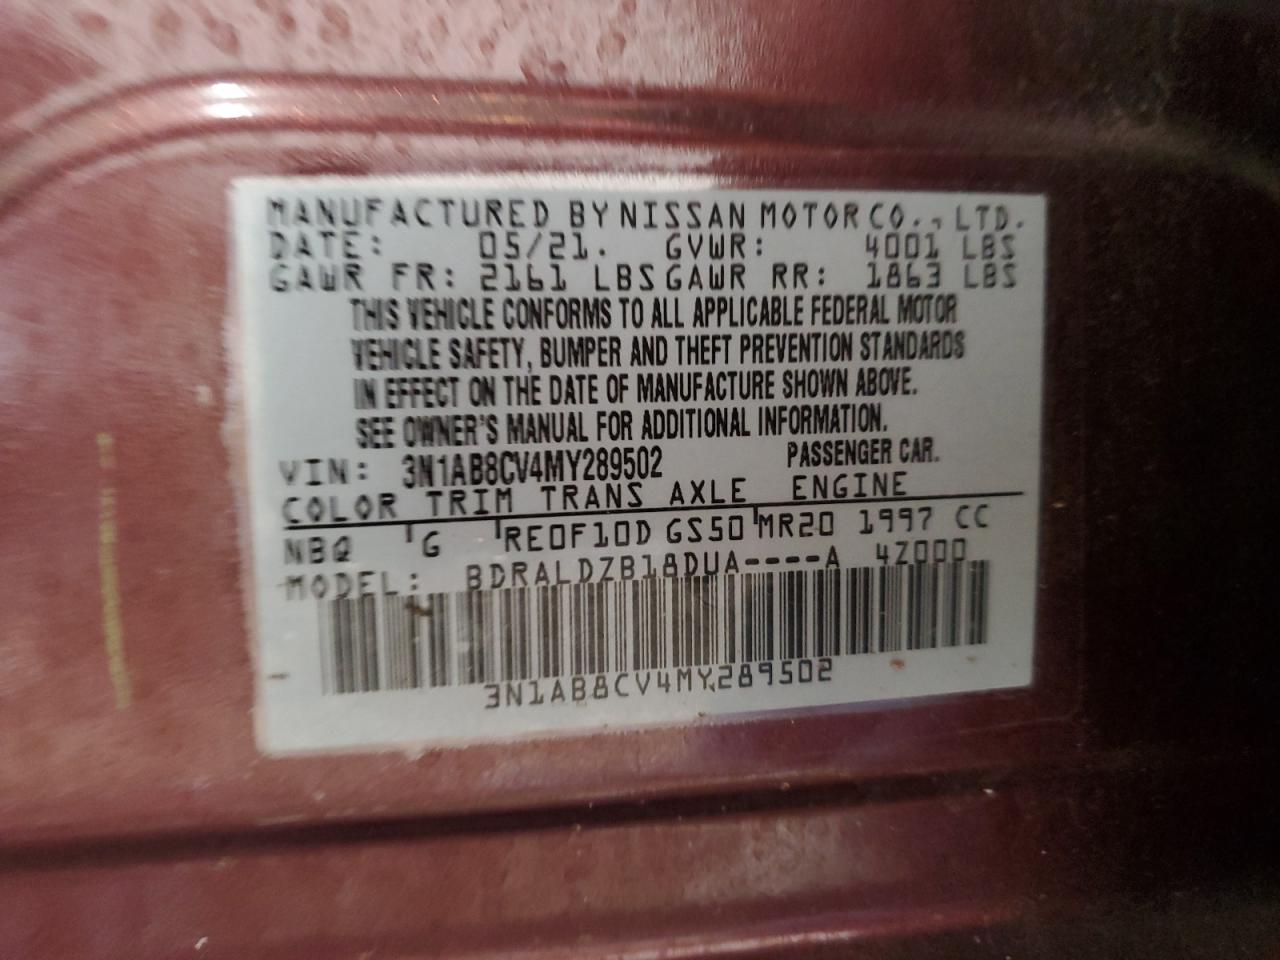 MANUFACTURED BY NISSAN MOTOR CO., LTD.
DATE: 05/21. GVWR: 4001 LBS
GAWR FR: 2161 LBS GAWR RR: 1863 LBS
THIS VEHICLE CONFORMS TO ALL APPLICABLE FEDERAL MOTOR
VEHICLE SAFETY, BUMPER AND THEFT PREVENTION STANDARDS
IN EFFECT ON THE DATE OF MANUFACTURE SHOWN ABOVE.
SEE OWNER'S MANUAL FOR ADDITIONAL INFORMATION.
VIN: 3N1AB8CV4MY289502 PASSENGER CAR.
COLOR TRIM TRANS AXLE ENGINE
NBQ G RE0F10D GS50 MR20 1997 CC
MODEL: BDRALDZB18DUA----A 4Z000
3N1AB8CV4MY289502